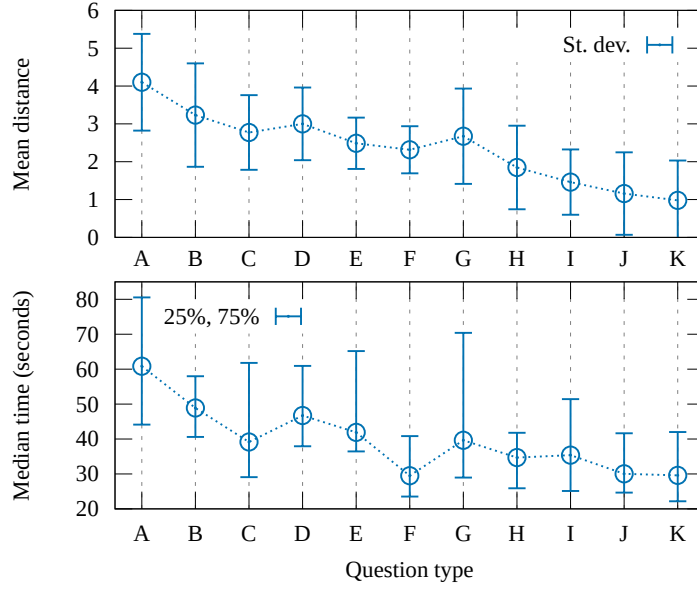 Mean distance
6
5
4
3
2
1
0
St. dev.
A B C D E F G H I J K
Median time (seconds)
80
70
60
50
40
30
20
25%, 75%
A B C D E F G H I J K
Question type